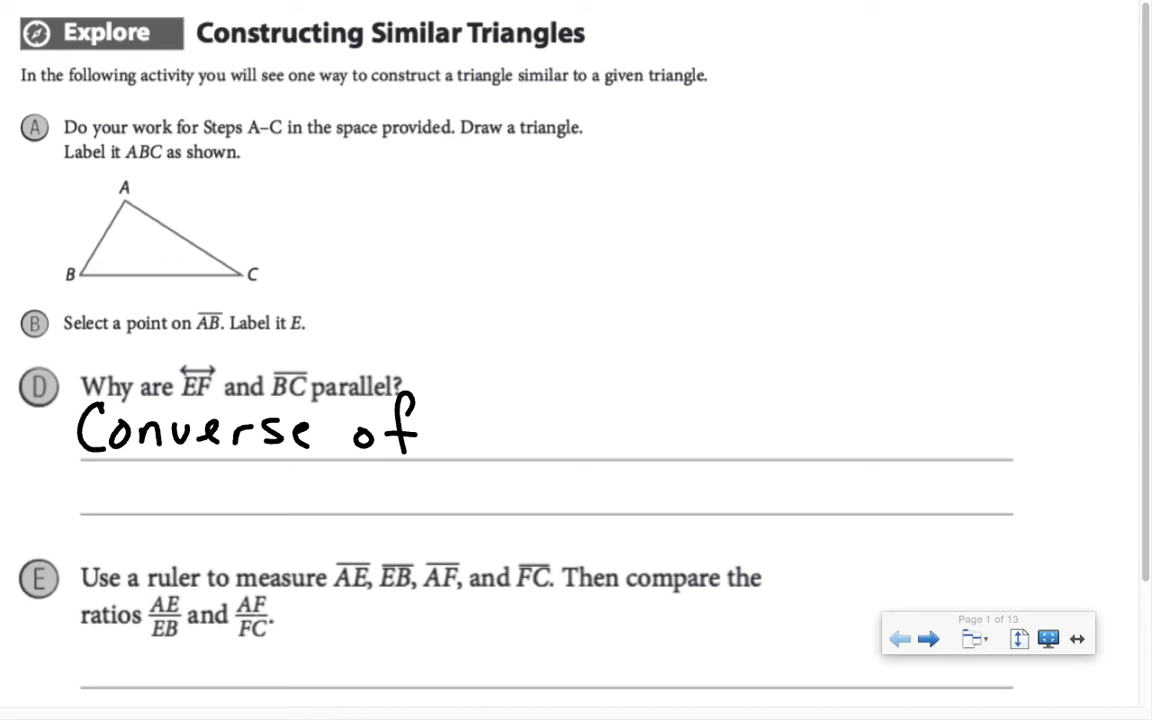 Explore Constructing Similar Triangles
In the following activity you will see one way to construct a triangle similar to a given triangle.
A Do your work for Steps A–C in the space provided. Draw a triangle.
Label it ABC as shown.
A
B
C
B Select a point on AB. Label it E.
D Why are EF and BC parallel?
Converse of
E Use a ruler to measure AE, EB, AF, and FC. Then compare the
ratios AE/EB and AF/FC.
Page 1 of 13